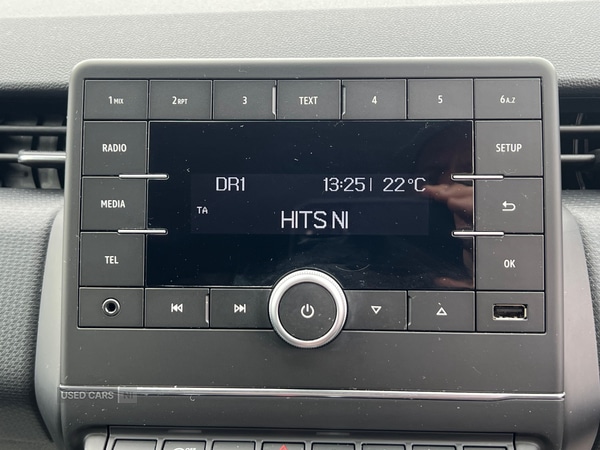 1 MIX 2 RPT 3 TEXT 4 5 6 A.Z
RADIO SETUP
DR1 13:25 | 22°C
MEDIA
TA
HITS NI
TEL OK
USED CARS NI